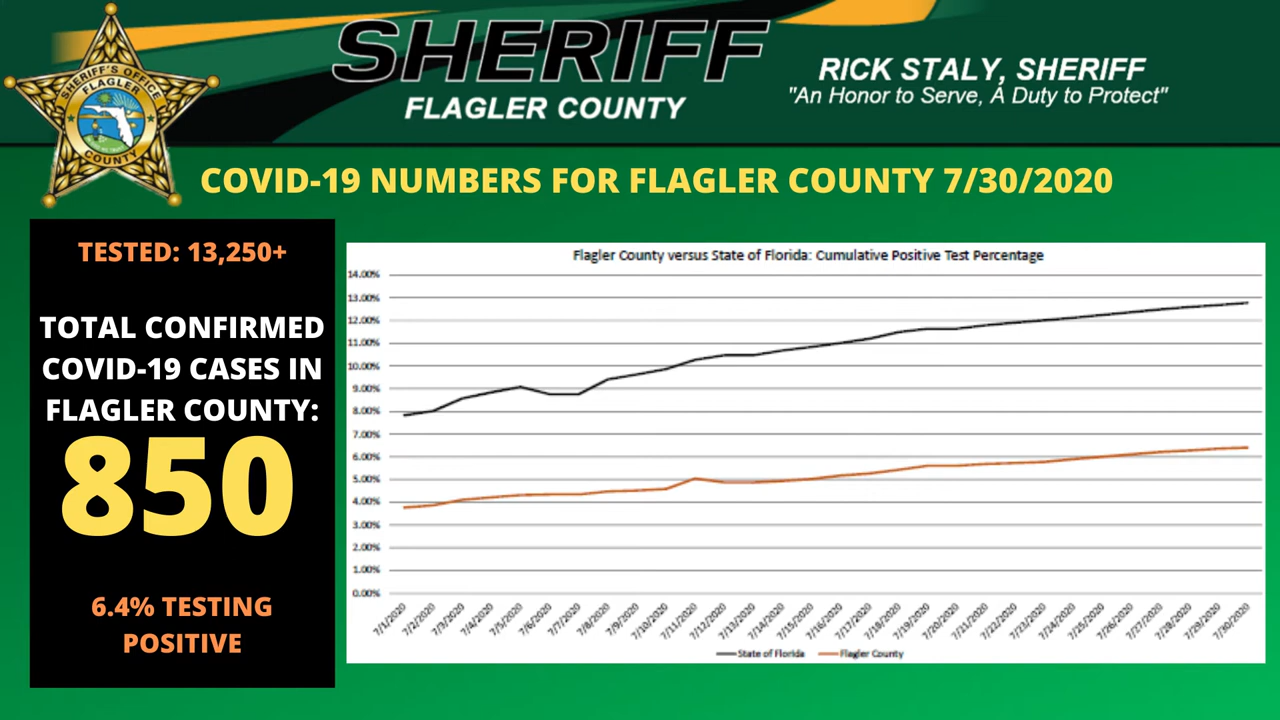 SHERIFF'S OFFICE
FLAGLER
COUNTY
SHERIFF
FLAGLER COUNTY
RICK STALY, SHERIFF
"An Honor to Serve, A Duty to Protect"
COVID-19 NUMBERS FOR FLAGLER COUNTY 7/30/2020
TESTED: 13,250+
TOTAL CONFIRMED
COVID-19 CASES IN
FLAGLER COUNTY:
850
6.4% TESTING
POSITIVE
Flagler County versus State of Florida: Cumulative Positive Test Percentage
14.00%
13.00%
12.00%
11.00%
10.00%
9.00%
8.00%
7.00%
6.00%
5.00%
4.00%
3.00%
2.00%
1.00%
0.00%
7/1/2020
7/2/2020
7/3/2020
7/4/2020
7/5/2020
7/6/2020
7/7/2020
7/8/2020
7/9/2020
7/10/2020
7/11/2020
7/12/2020
7/13/2020
7/14/2020
7/15/2020
7/16/2020
7/17/2020
7/18/2020
7/19/2020
7/20/2020
7/11/2020
7/22/2020
7/23/2020
7/24/2020
7/25/2020
7/26/2020
7/27/2020
7/28/2020
7/29/2020
7/30/2020
State of Florida
Flagler County